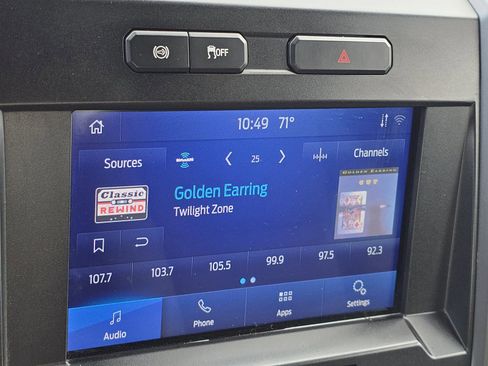 OFF
10:49 71°
Sources
SiriusXM
25
Channels
Classic
REWIND
Golden Earring
Twilight Zone
GOLDEN EARRING
107.7 103.7 105.5 99.9 97.5 92.3
Audio Phone Apps Settings